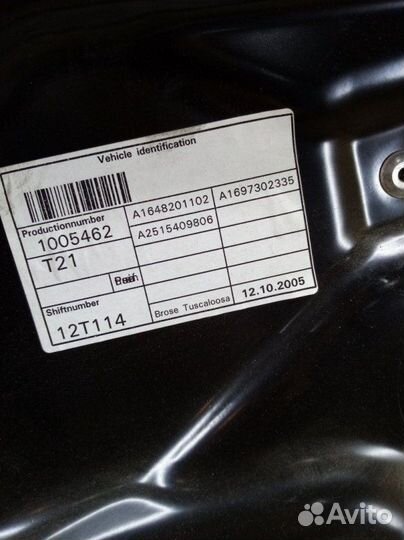 Vehicle identification
Productionnumber
1005462
A1648201102 A1697302335
T21
A2515409806
Shiftnumber
12T114
Brose Tuscaloosa 12.10.2005
Avito